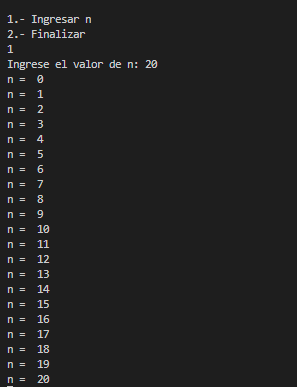 1.- Ingresar n
2.- Finalizar
1
Ingrese el valor de n: 20
n =  0
n =  1
n =  2
n =  3
n =  4
n =  5
n =  6
n =  7
n =  8
n =  9
n =  10
n =  11
n =  12
n =  13
n =  14
n =  15
n =  16
n =  17
n =  18
n =  19
n =  20